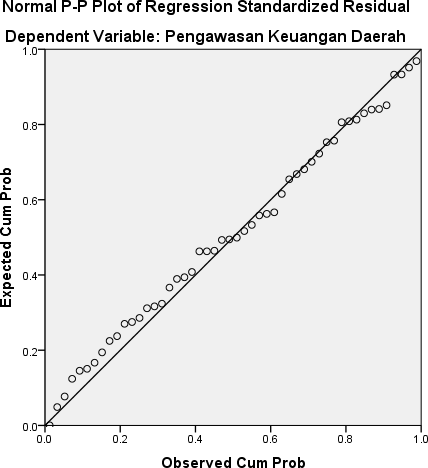 Normal P-P Plot of Regression Standardized Residual
Dependent Variable: Pengawasan Keuangan Daerah
1.0
0.8
0.6
0.4
0.2
0.0
Expected Cum Prob
0.0 0.2 0.4 0.6 0.8 1.0
Observed Cum Prob